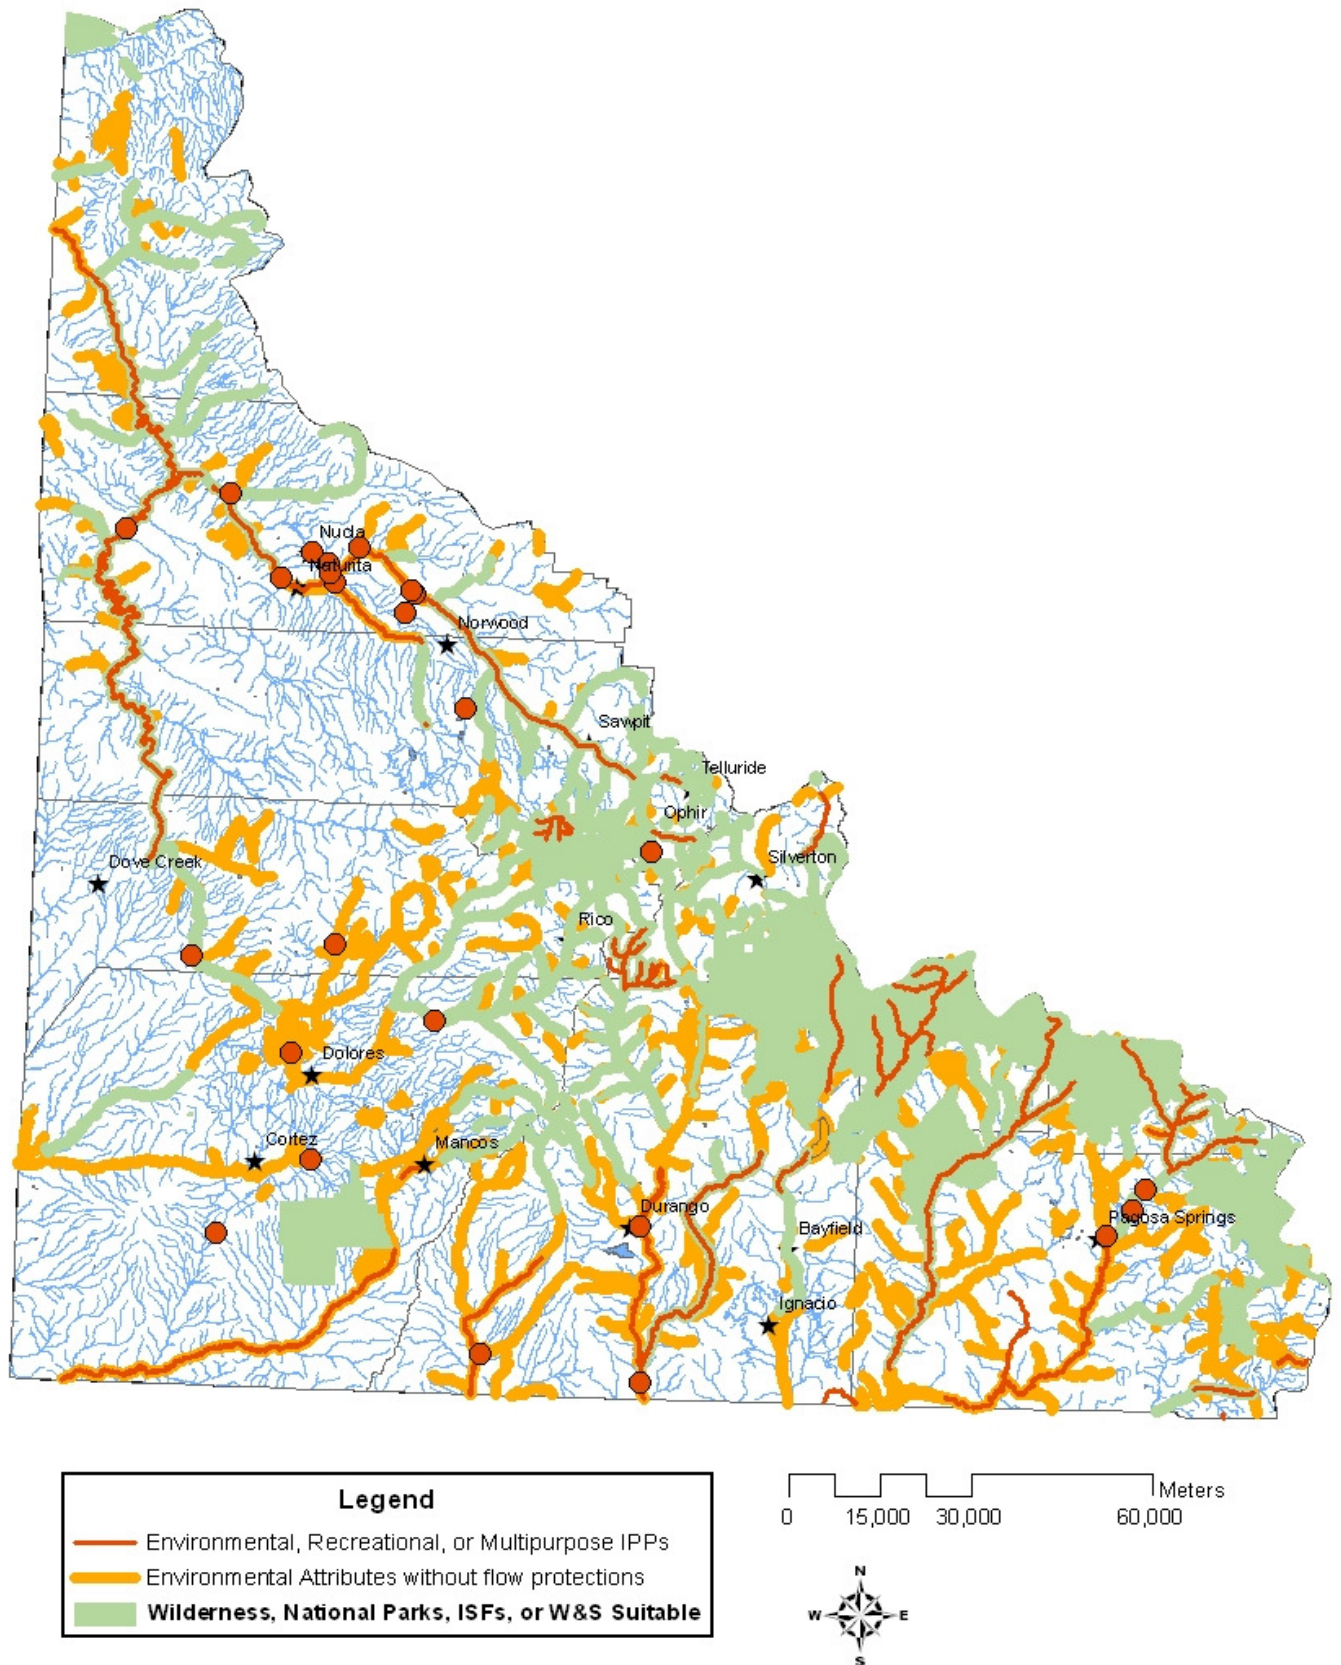 Nucla
Naturita
Norwood
Sawpit
Telluride
Ophir
Dove Creek
Silverton
Rico
Dolores
Cortez
Mancos
Durango
Bayfield
Pagosa Springs
Ignacio
Legend
Environmental, Recreational, or Multipurpose IPPs
Environmental Attributes without flow protections
Wilderness, National Parks, ISFs, or W&S Suitable
Meters
0 15,000 30,000 60,000
N
W E
S